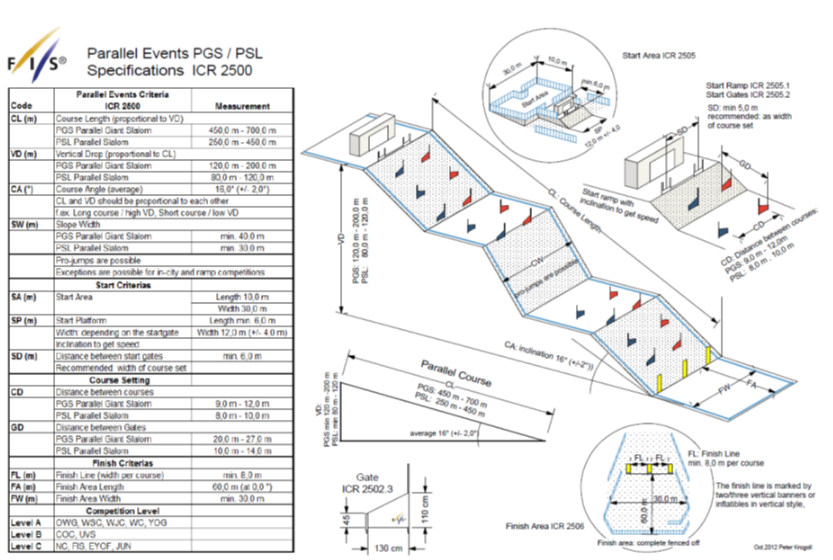 FIS®
Parallel Events PGS / PSL
Specifications ICR 2500
Parallel Events Criteria
Code ICR 2500 Measurement
CL (m) Course Length (proportional to VD)
PGS Parallel Giant Slalom 450,0 m - 700,0 m
PSL Parallel Slalom 250,0 m - 450,0 m
VD (m) Vertical Drop (proportional to CL)
PGS Parallel Giant Slalom 120,0 m - 200,0 m
PSL Parallel Slalom 80,0 m - 120,0 m
CA (°) Course Angle (average) 16,0° (+/- 2,0°)
CL and VD should be proportional to each other
f.ex. Long course / high VD, Short course / low VD
SW (m) Slope Width
PGS Parallel Giant Slalom min. 40.0 m
PSL Parallel Slalom min. 30.0 m
Pro-jumps are possible
Exceptions are possible for in-city and ramp competitions
Start Criterias
SA (m) Start Area Length 10,0 m
Width 30,0 m
SP (m) Start Platform Length min. 6,0 m
Width: depending on the startgate Width 12,0 m (+/- 4,0 m)
Inclination to get speed
SD (m) Distance between start gates min. 6,0 m
Recommended: width of course set
Course Setting
CD Distance between courses
PGS Parallel Giant Slalom 9,0 m - 12,0 m
PSL Parallel Slalom 8,0 m - 10,0 m
GD Distance between Gates
PGS Parallel Giant Slalom 20,0 m - 27,0 m
PSL Parallel Slalom 10,0 m - 14,0 m
Finish Criterias
FL (m) Finish Line (width per course) min. 8,0 m
FA (m) Finish Area Length 60,0 m (at 0,0 °)
FW (m) Finish Area Width min. 30.0 m
Competition Level
Level A OWG, WSC, WJC, WC, YOG
Level B COC, UVS
Level C NC, FIS, EYOF, JUN
Start Area ICR 2505
30,0 m
10,0 m
min.6,0 m
Start Area
SP
12,0 m +/- 4,0
Start Ramp ICR 2505.1
Start Gates ICR 2505.2
SD: min 5,0 m
recommended: as width
of course set
SD
GD
Start ramp with
inclination to get speed
CD
CD: Distance between courses:
PGS: 9,0 m - 12,0m
PSL: 8,0 m - 10,0 m
CL: Course Length
VD
PGS: 120,0 m - 200,0 m
PSL: 80,0 m - 120,0 m
CW
pro-jumps are possible
CA: inclination 16° (+/-2°))
FW
FA
Parallel Course
CL
PGS: 450 m - 700 m
PSL: 250 m - 450 m
VD:
PGS min 120 m - 200 m
PSL: min 80 m - 120 m
average 16° (+/- 2,0°)
Gate
ICR 2502.3
45
110 cm
130 cm
FIS
FL FL
30,0 m
60,0 m
FL: Finish Line
min. 8,0 m per course
The finish line is marked by
two/three vertical banners or
inflatibles in vertical style,
Finish Area ICR 2506
Finish area: complete fenced off
Oct.2012 Peter Krogoll